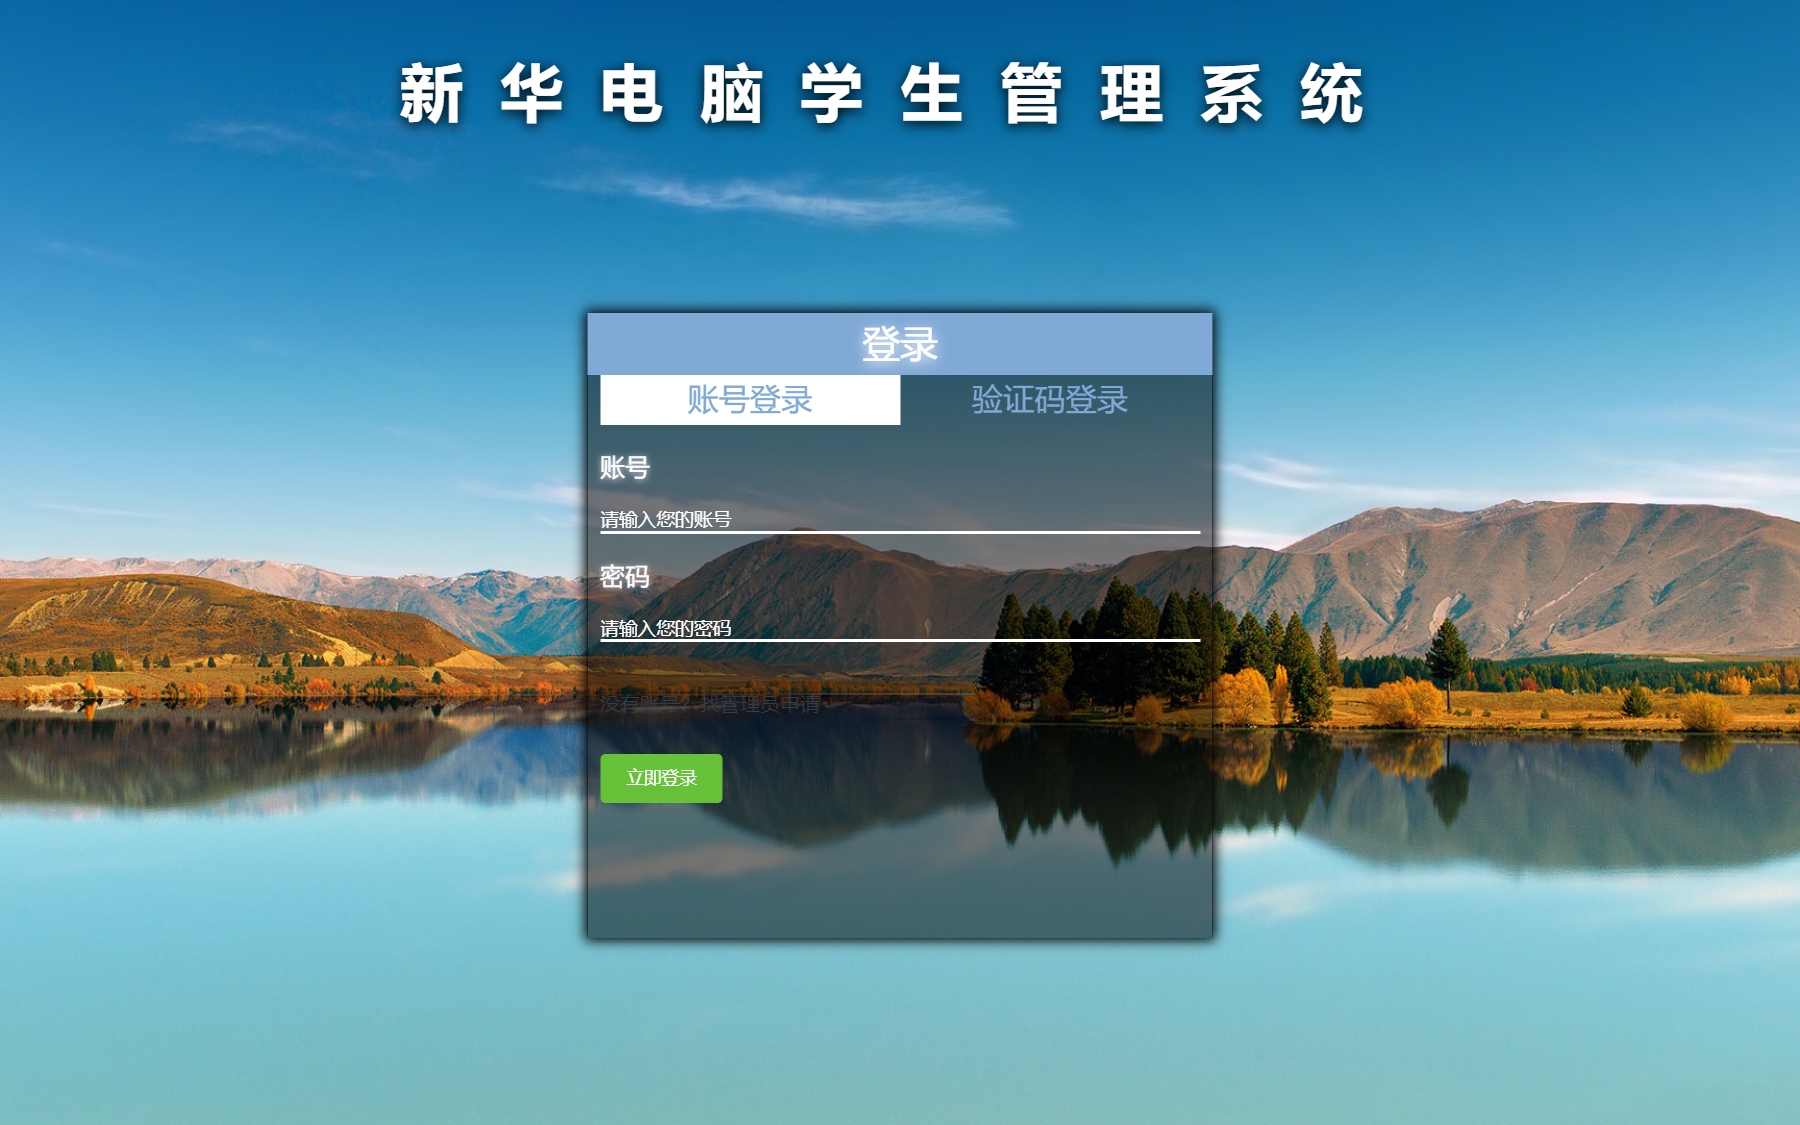 新华电脑学生管理系统
登录
账号登录 验证码登录
账号
请输入您的账号
密码
请输入您的密码
没有账号？找管理员申请
立即登录